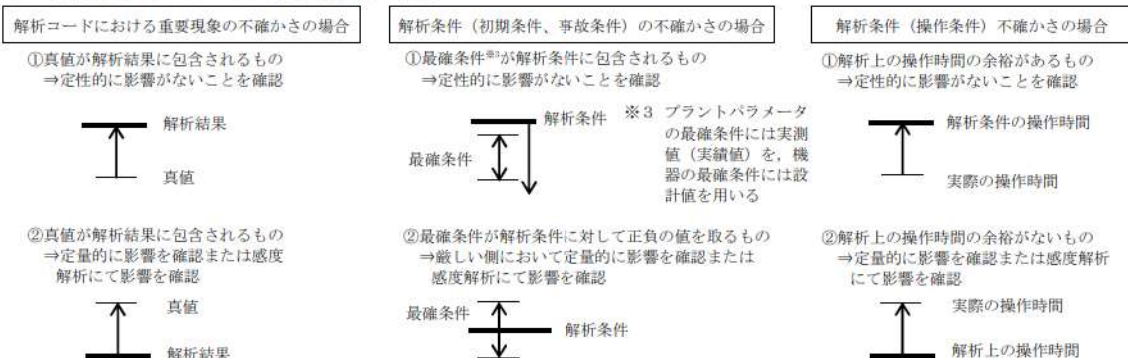 解析コードにおける重要現象の不確かさの場合
①真値が解析結果に包含されるもの
⇒定性的に影響がないことを確認
解析結果
真値
②真値が解析結果に包含されるもの
⇒定量的に影響を確認または感度
解析にて影響を確認
真値
解析結果
解析条件（初期条件、事故条件）の不確かさの場合
①最確条件※3が解析条件に包含されるもの
⇒定性的に影響がないことを確認
解析条件
最確条件
※３ プラントパラメータ
の最確条件には実測
値（実績値）を，機
器の最確条件には設
計値を用いる
②最確条件が解析条件に対して正負の値を取るもの
⇒厳しい側において定量的に影響を確認または
感度解析にて影響を確認
最確条件
解析条件
解析条件（操作条件）不確かさの場合
①解析上の操作時間の余裕があるもの
⇒定性的に影響がないことを確認
解析条件の操作時間
実際の操作時間
②解析上の操作時間の余裕がないもの
⇒定量的に影響を確認または感度解析
にて影響を確認
実際の操作時間
解析上の操作時間